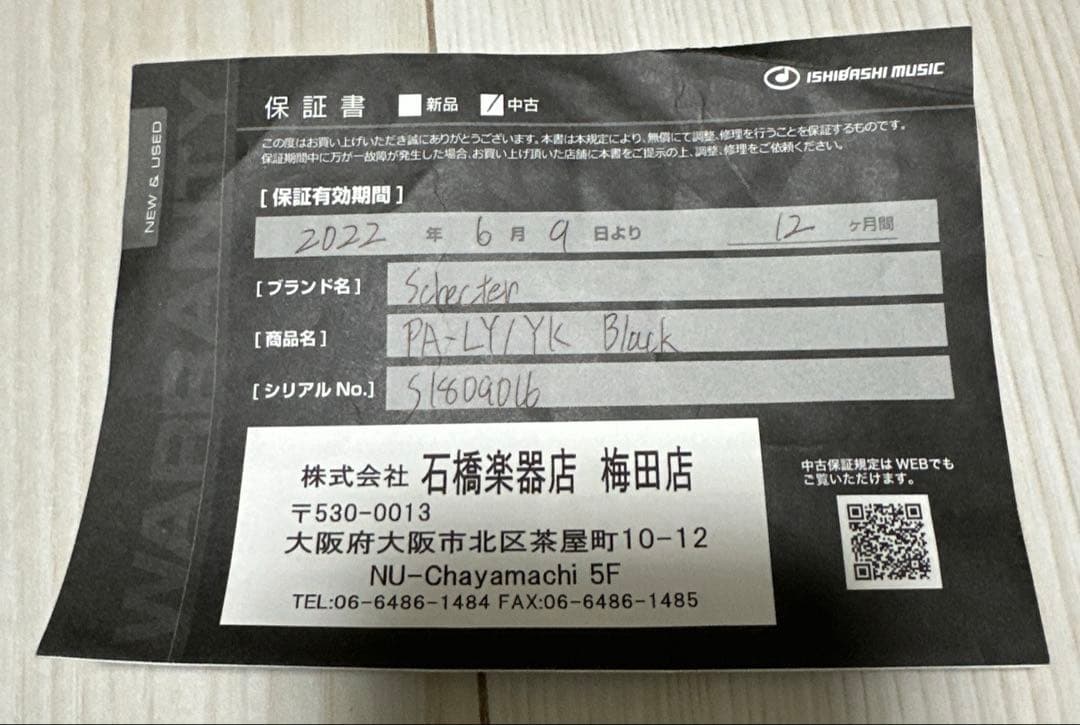 ISHIBASHI MUSIC
NEW & USED
WARRANTY
保証書 新品 中古
この度はお買い上げいただき誠にありがとうございます。本書は本規定により、無償にて調整、修理を行うことを保証するものです。
保証期間中に万が一故障が発生した場合、お買い上げ頂いた店舗に本書をご提示の上、調整、修理をご依頼ください。
[保証有効期間]
2022 年 6 月 9 日より 12 ヶ月間
[ブランド名] Schecter
[商品名] PA-LY/YK Black
[シリアル No.] S1809016
株式会社 石橋楽器店 梅田店
〒530-0013
大阪府大阪市北区茶屋町10-12
NU-Chayamachi 5F
TEL:06-6486-1484 FAX:06-6486-1485
中古保証規定は WEBでも
ご覧いただけます。